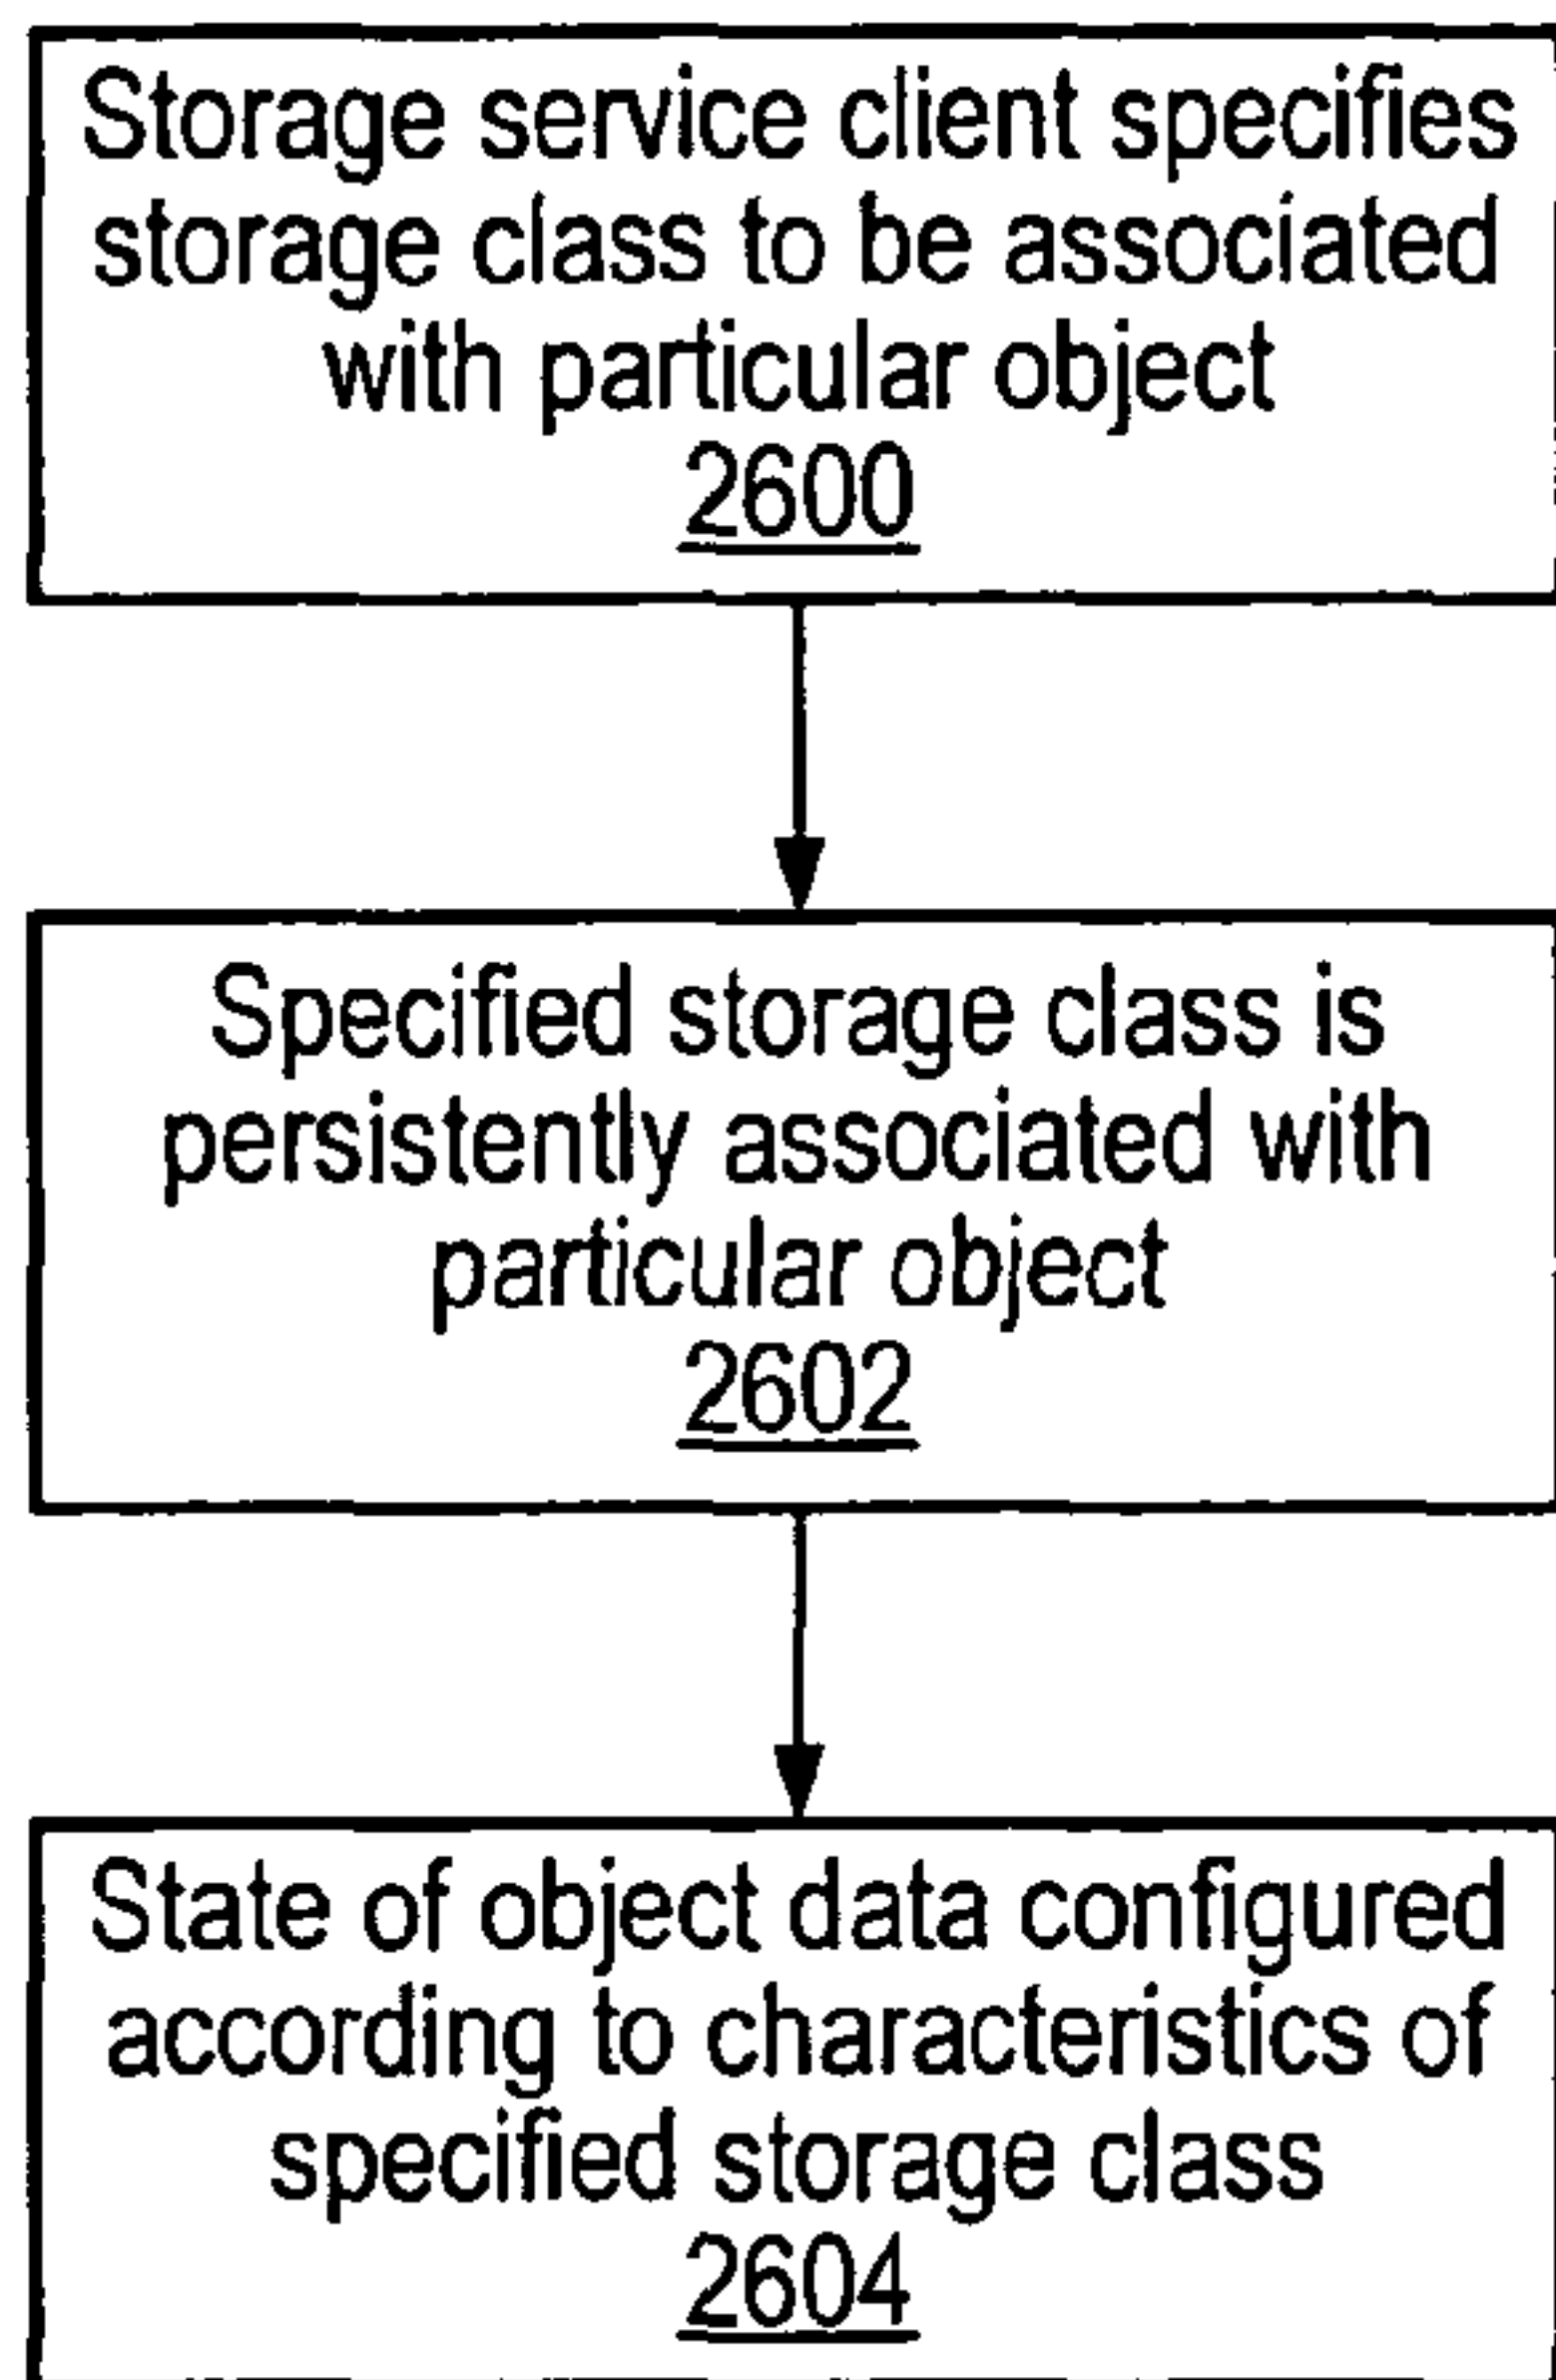 Storage service client specifies
storage class to be associated
with particular object
2600
Specified storage class is
persistently associated with
particular object
2602
State of object data configured
according to characteristics of
specified storage class
2604